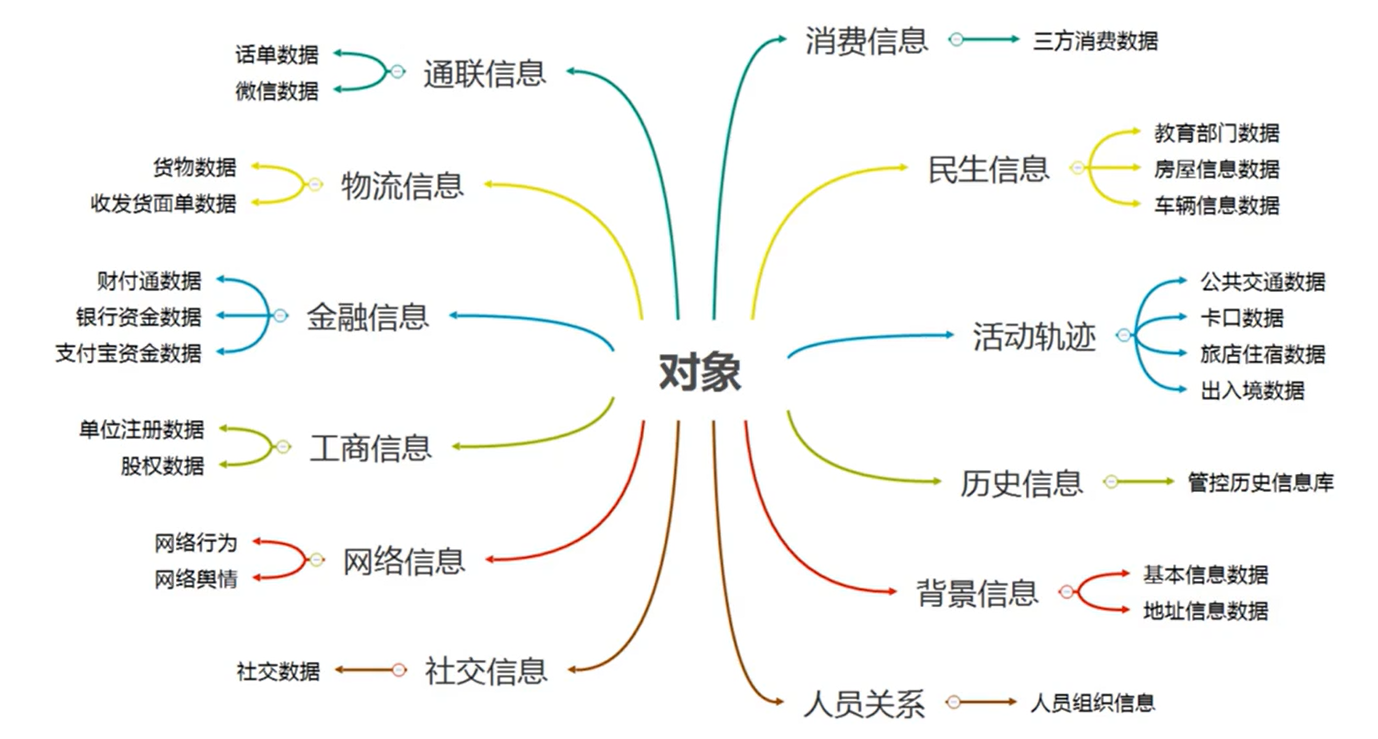 对象
通联信息
话单数据
微信数据
物流信息
货物数据
收发货面单数据
金融信息
财付通数据
银行资金数据
支付宝资金数据
工商信息
单位注册数据
股权数据
网络信息
网络行为
网络舆情
社交信息
社交数据
消费信息
三方消费数据
民生信息
教育部门数据
房屋信息数据
车辆信息数据
活动轨迹
公共交通数据
卡口数据
旅店住宿数据
出入境数据
历史信息
管控历史信息库
背景信息
基本信息数据
地址信息数据
人员关系
人员组织信息